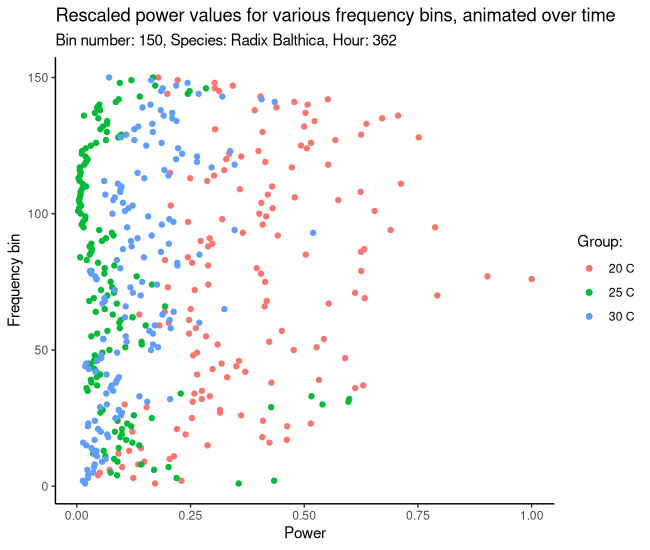 Rescaled power values for various frequency bins, animated over time
Bin number: 150, Species: Radix Balthica, Hour: 362
150
100
50
0
Frequency bin
0.00 0.25 0.50 0.75 1.00
Power
Group:
20 C
25 C
30 C